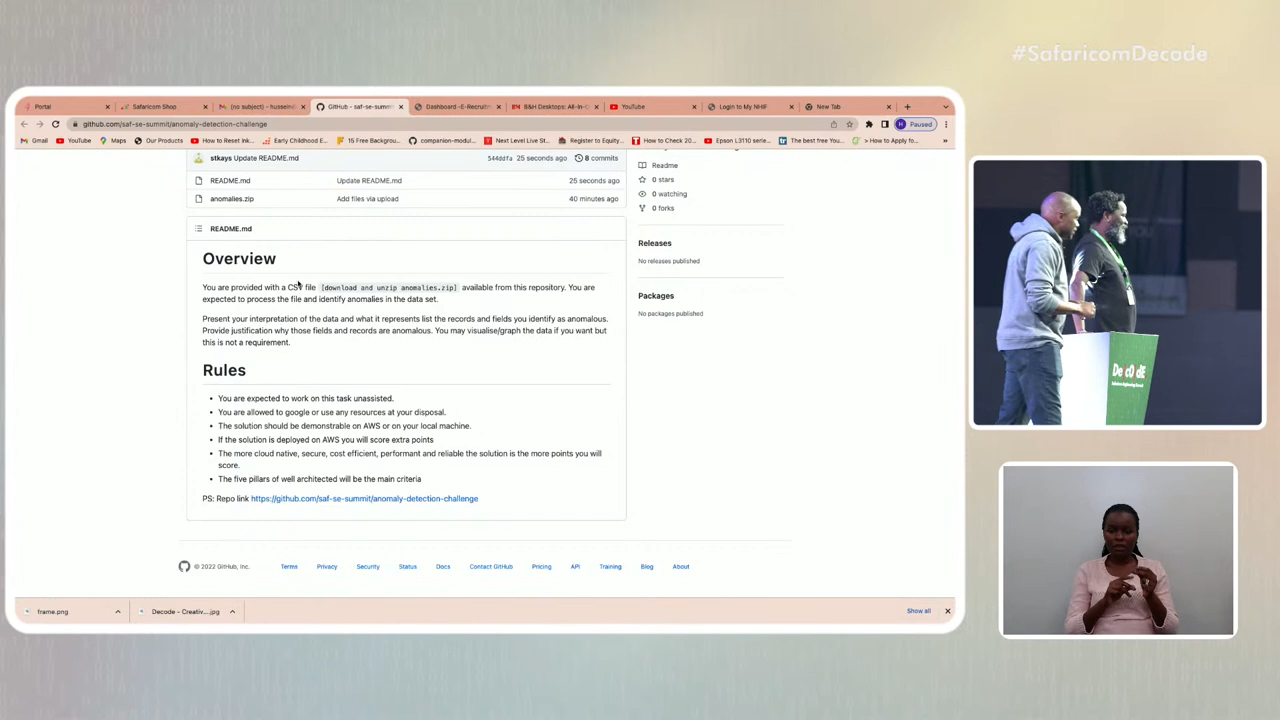 #SafaricomDecode
Portal
Safaricom Shop
(no subject) - hussein
GitHub - saf-se-summit
Dashboard -E-Recruitm
B&H Desktops: All-In-O
YouTube
Login to My NHIF
New Tab
github.com/saf-se-summit/anomaly-detection-challenge
H Paused
Gmail
YouTube
Maps
Our Products
How to Reset Ink...
Early Childhood E...
15 Free Backgrou...
companion-modul...
Next Level Live St...
Register to Equity...
How to Check 20...
Epson L3110 serie...
The best free You...
> How to Apply fo...
»
stkays Update README.md 544ddfa 25 seconds ago 8 commits
README.md Update README.md 25 seconds ago
anomalies.zip Add files via upload 40 minutes ago
README.md
Overview
You are provided with a CSV file [download and unzip anomalies.zip] available from this repository. You are
expected to process the file and identify anomalies in the data set.
Present your interpretation of the data and what it represents list the records and fields you identify as anomalous.
Provide justification why those fields and records are anomalous. You may visualise/graph the data if you want but
this is not a requirement.
Rules
You are expected to work on this task unassisted.
You are allowed to google or use any resources at your disposal.
The solution should be demonstrable on AWS or on your local machine.
If the solution is deployed on AWS you will score extra points
The more cloud native, secure, cost efficient, performant and reliable the solution is the more points you will
score.
The five pillars of well architected will be the main criteria
PS: Repo link https://github.com/saf-se-summit/anomaly-detection-challenge
Readme
0 stars
0 watching
0 forks
Releases
No releases published
Packages
No packages published
© 2022 GitHub, Inc.
Terms
Privacy
Security
Status
Docs
Contact GitHub
Pricing
API
Training
Blog
About
frame.png
Decode - Creativ....jpg
Show all
DecOdE